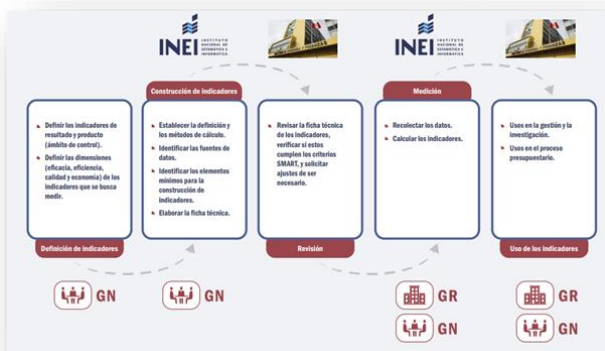 INEI
INSTITUTO
NACIONAL DE
ESTADÍSTICA E
INFORMÁTICA
INEI
INSTITUTO
NACIONAL DE
ESTADÍSTICA E
INFORMÁTICA
Construcción de indicadores
Medición
Definir los indicadores de
resultado y producto
(ámbito de control).
Definir las dimensiones
(eficacia, eficiencia,
calidad y economía) de los
indicadores que se busca
medir.
Definición de indicadores
Establecer la definición y
los métodos de cálculo.
Identificar las fuentes de
datos.
Identificar los elementos
mínimos para la
construcción de
indicadores.
Elaborar la ficha técnica.
Revisar la ficha técnica
de los indicadores,
verificar si estos
cumplen los criterios
SMART, y solicitar
ajustes de ser
necesario.
Revisión
Recolectar los datos.
Calcular los indicadores.
Usos en la gestión y la
investigación.
Usos en el proceso
presupuestario.
Uso de los indicadores
GN
GN
GR
GN
GR
GN